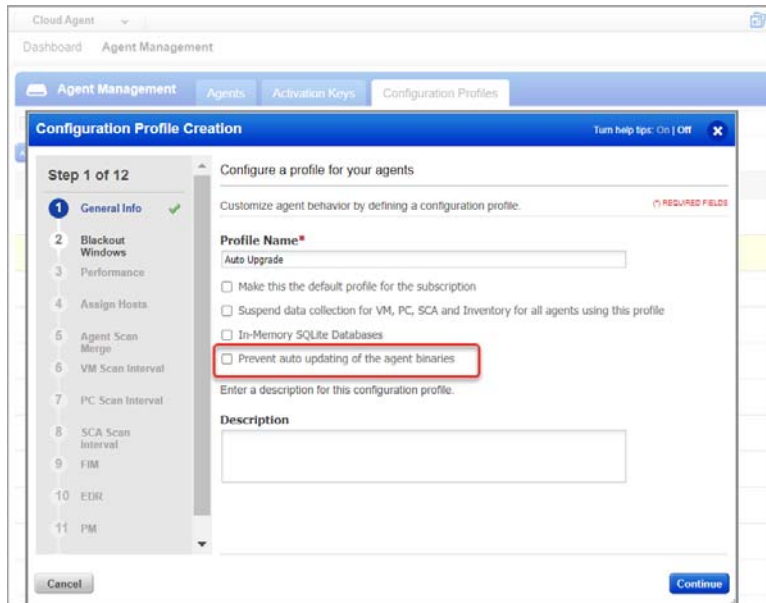 Cloud Agent
Dashboard Agent Management
Agent Management Agents Activation Keys Configuration Profiles
Configuration Profile Creation Turn help tips: On | Off x
Step 1 of 12
1 General Info
2 Blackout
Windows
3 Performance
4 Assign Hosts
5 Agent Scan
Merge
6 VM Scan Interval
7 PC Scan Interval
8 SCA Scan
Interval
9 FIM
10 EDR
11 PM
Configure a profile for your agents
Customize agent behavior by defining a configuration profile. (*) REQUIRED FIELDS
Profile Name*
Auto Upgrade
Make this the default profile for the subscription
Suspend data collection for VM, PC, SCA and Inventory for all agents using this profile
In-Memory SQLite Databases
Prevent auto updating of the agent binaries
Enter a description for this configuration profile.
Description
Cancel Continue